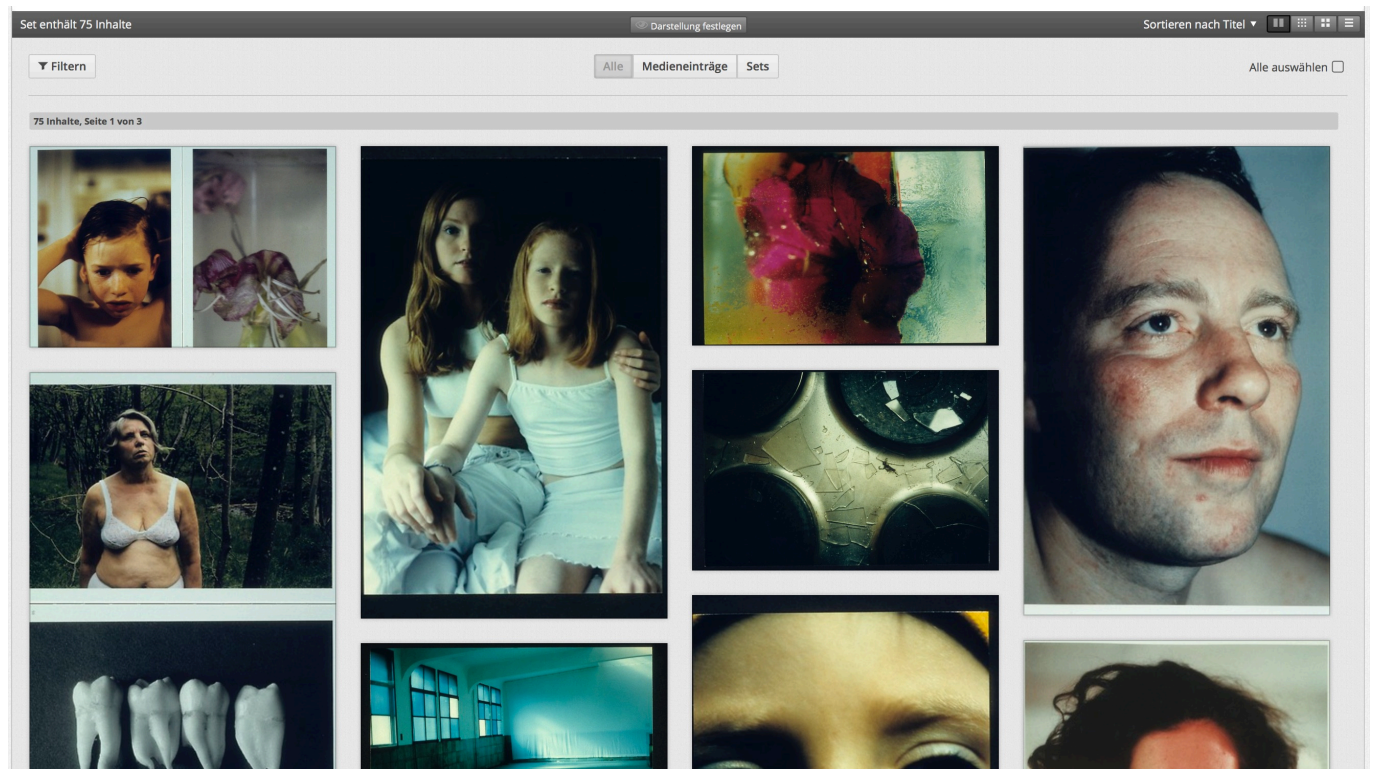 Set enthält 75 Inhalte
Darstellung festlegen
Sortieren nach Titel
Filtern
Alle
Medieneinträge
Sets
Alle auswählen
75 Inhalte, Seite 1 von 3